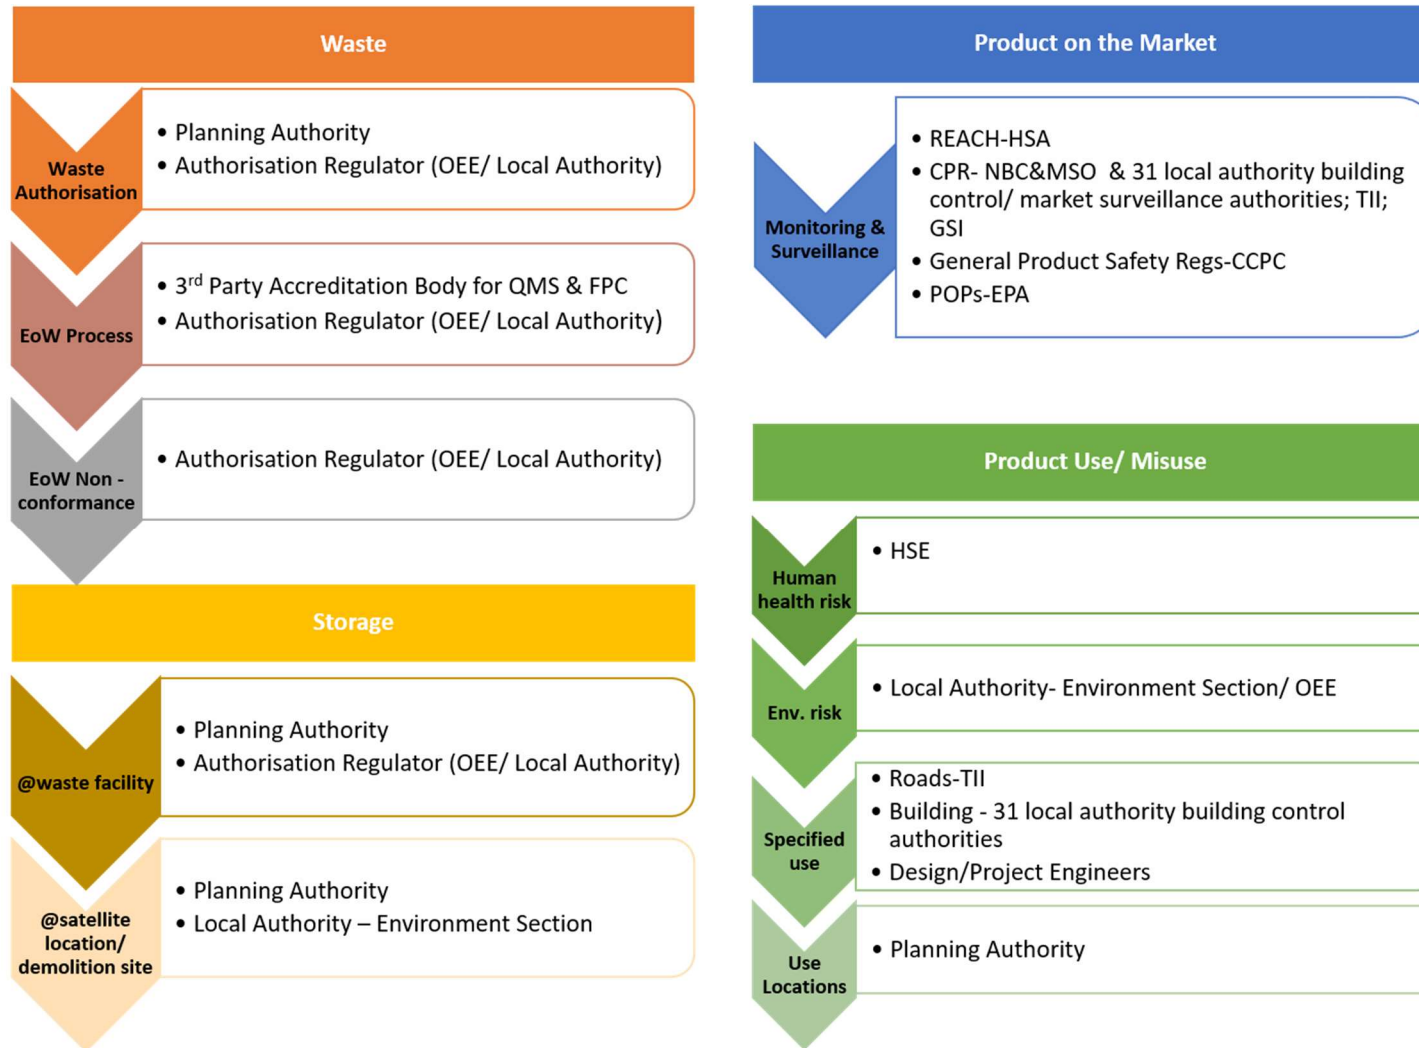 Waste
Waste
Authorisation
• Planning Authority
• Authorisation Regulator (OEE/ Local Authority)
EoW Process
• 3rd Party Accreditation Body for QMS & FPC
• Authorisation Regulator (OEE/ Local Authority)
EoW Non -
conformance
• Authorisation Regulator (OEE/ Local Authority)
Storage
@waste facility
• Planning Authority
• Authorisation Regulator (OEE/ Local Authority)
@satellite
location/
demolition site
• Planning Authority
• Local Authority – Environment Section
Product on the Market
Monitoring &
Surveillance
• REACH-HSA
• CPR- NBC&MSO & 31 local authority building
control/ market surveillance authorities; TII;
GSI
• General Product Safety Regs-CCPC
• POPs-EPA
Product Use/ Misuse
Human
health risk
• HSE
Env. risk
• Local Authority- Environment Section/ OEE
Specified
use
• Roads-TII
• Building - 31 local authority building control
authorities
• Design/Project Engineers
Use
Locations
• Planning Authority